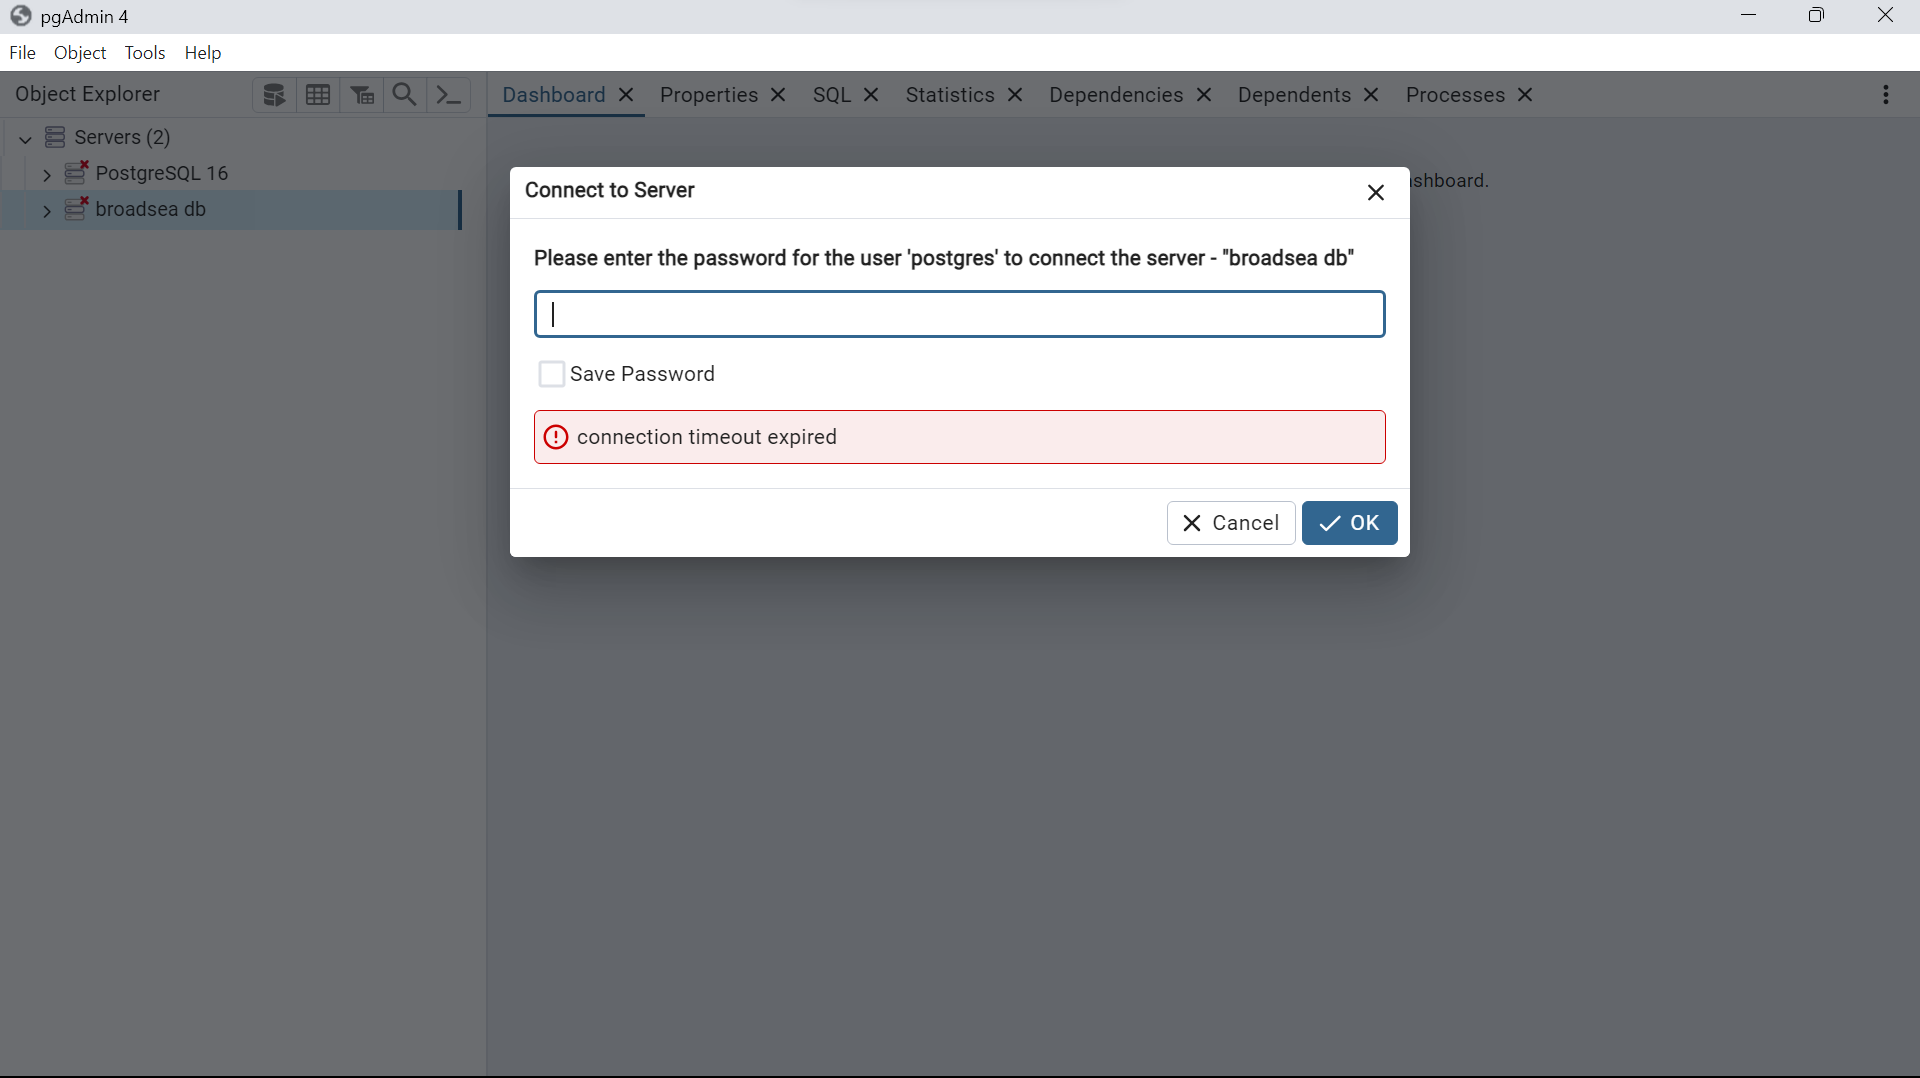 pgAdmin 4
File Object Tools Help
Object Explorer
Dashboard Properties SQL Statistics Dependencies Dependents Processes
Servers (2)
PostgreSQL 16
broadsea db
shboard.
Connect to Server
Please enter the password for the user 'postgres' to connect the server - "broadsea db"
Save Password
connection timeout expired
Cancel OK